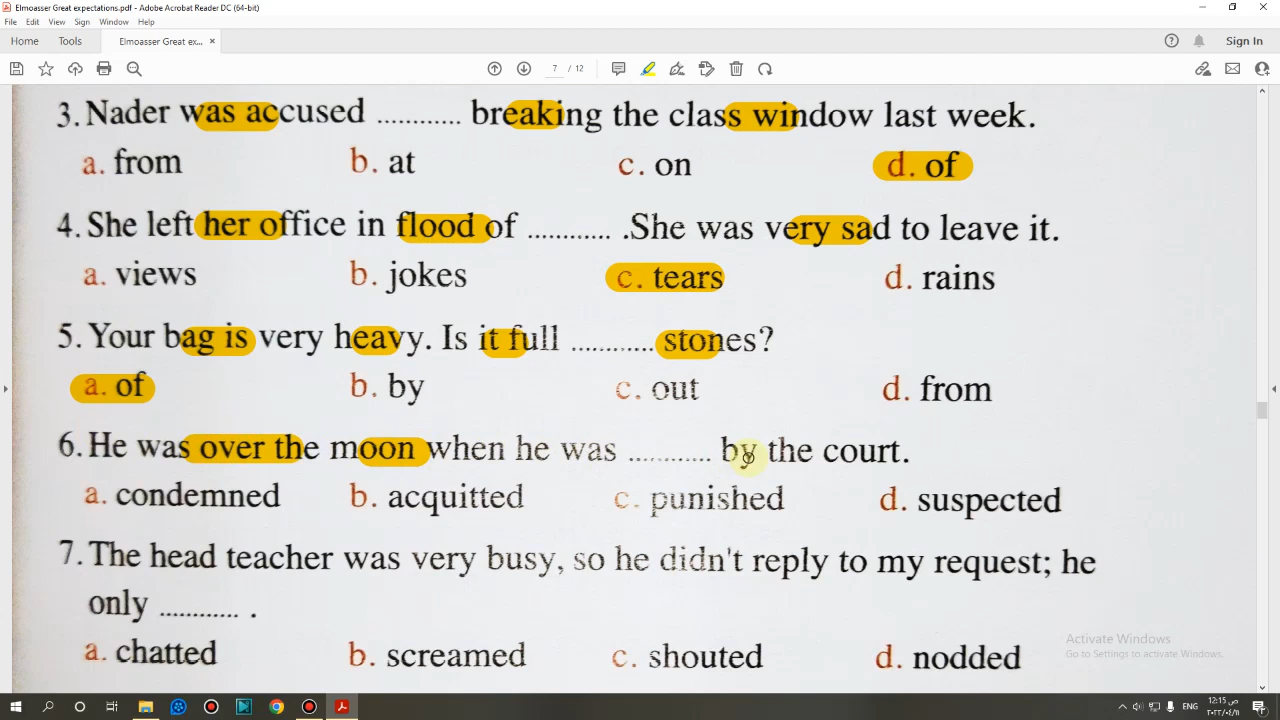 Elmoasser Great expectations.pdf - Adobe Acrobat Reader DC (64-bit)
File Edit View Sign Window Help
Home Tools Elmoasser Great ex... × Sign In
7 / 12
3. Nader was accused ............ breaking the class window last week.
a. from b. at c. on d. of
4. She left her office in flood of ............ .She was very sad to leave it.
a. views b. jokes c. tears d. rains
5. Your bag is very heavy. Is it full ............ stones?
a. of b. by c. out d. from
6. He was over the moon when he was ............ by the court.
a. condemned b. acquitted c. punished d. suspected
7. The head teacher was very busy, so he didn't reply to my request; he
only ............ .
a. chatted b. screamed c. shouted d. nodded
Activate Windows
Go to Settings to activate Windows.
ENG
12:15 ص